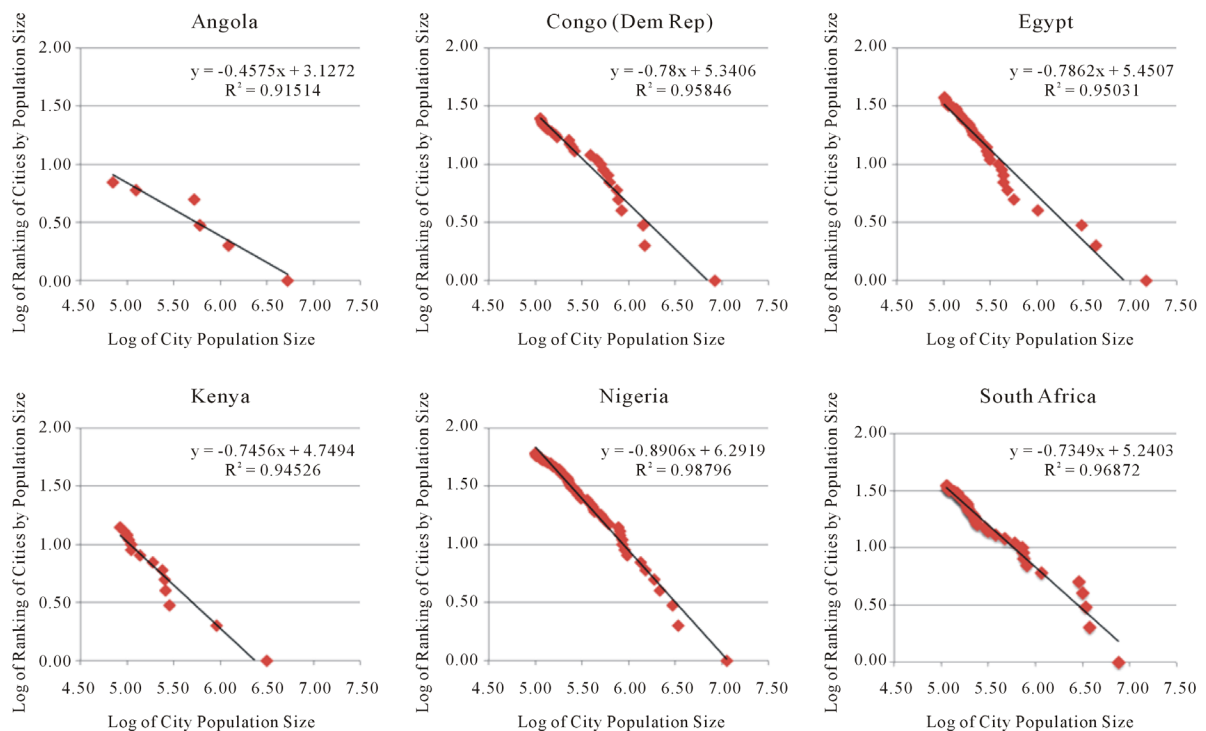 Angola
Log of Ranking of Cities by Population Size
y = -0.4575x + 3.1272
R² = 0.91514
2.00
1.50
1.00
0.50
0.00
4.50 5.00 5.50 6.00 6.50 7.00 7.50
Log of City Population Size
Congo (Dem Rep)
Log of Ranking of Cities by Population Size
y = -0.78x + 5.3406
R² = 0.95846
2.00
1.50
1.00
0.50
0.00
4.50 5.00 5.50 6.00 6.50 7.00 7.50
Log of City Population Size
Egypt
Log of Ranking of Cities by Population Size
y = -0.7862x + 5.4507
R² = 0.95031
2.00
1.50
1.00
0.50
0.00
4.50 5.00 5.50 6.00 6.50 7.00 7.50
Log of City Population Size
Kenya
Log of Ranking of Cities by Population Size
y = -0.7456x + 4.7494
R² = 0.94526
2.00
1.50
1.00
0.50
0.00
4.50 5.00 5.50 6.00 6.50 7.00 7.50
Log of City Population Size
Nigeria
Log of Ranking of Cities by Population Size
y = -0.8906x + 6.2919
R² = 0.98796
2.00
1.50
1.00
0.50
0.00
4.50 5.00 5.50 6.00 6.50 7.00 7.50
Log of City Population Size
South Africa
Log of Ranking of Cities by Population Size
y = -0.7349x + 5.2403
R² = 0.96872
2.00
1.50
1.00
0.50
0.00
4.50 5.00 5.50 6.00 6.50 7.00 7.50
Log of City Population Size